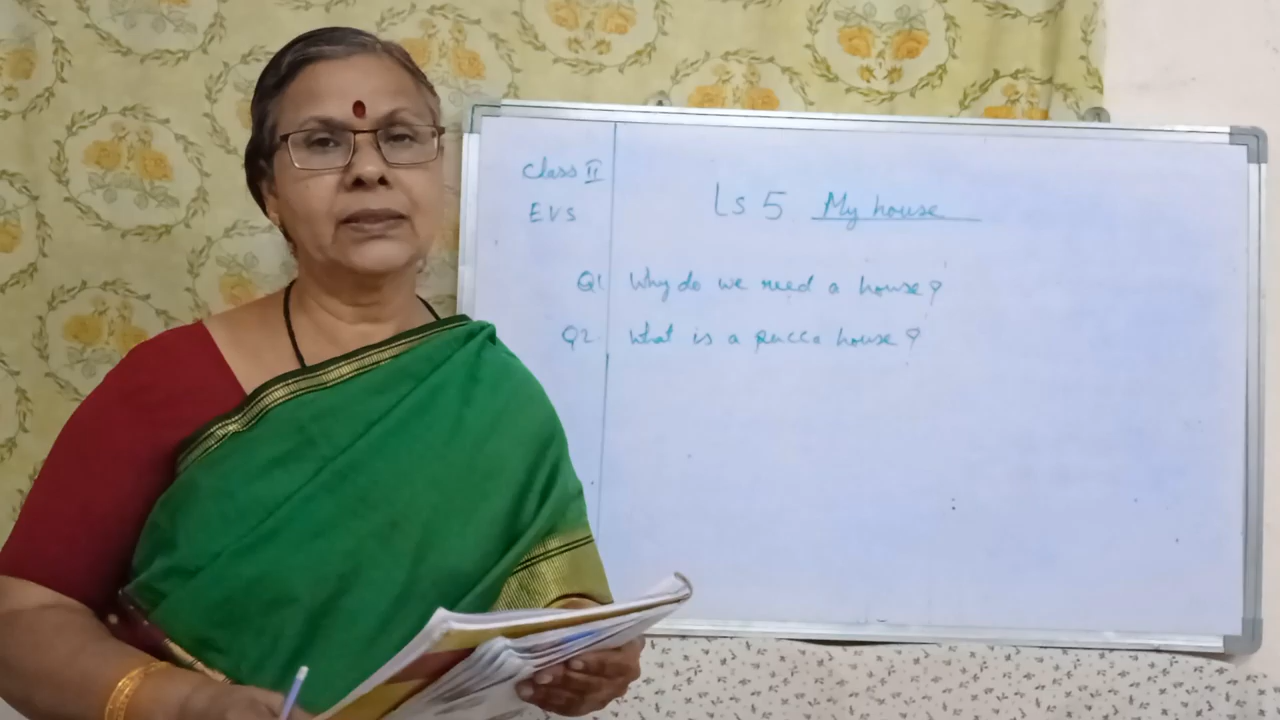 Class II
EVS
Ls 5 My house
Q1 Why do we need a house?
Q2 What is a pucca house?